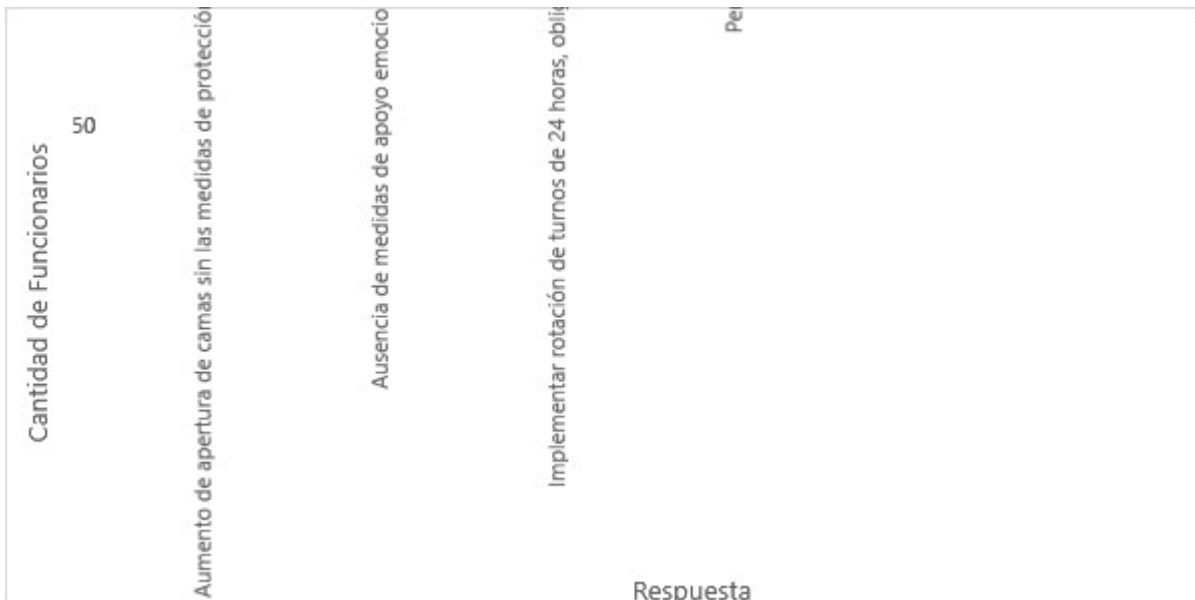 50
Cantidad de Funcionarios
Aumento de apertura de camas sin las medidas de protección
Ausencia de medidas de apoyo
Implementar rotación de turnos de 24 horas,
Respuesta